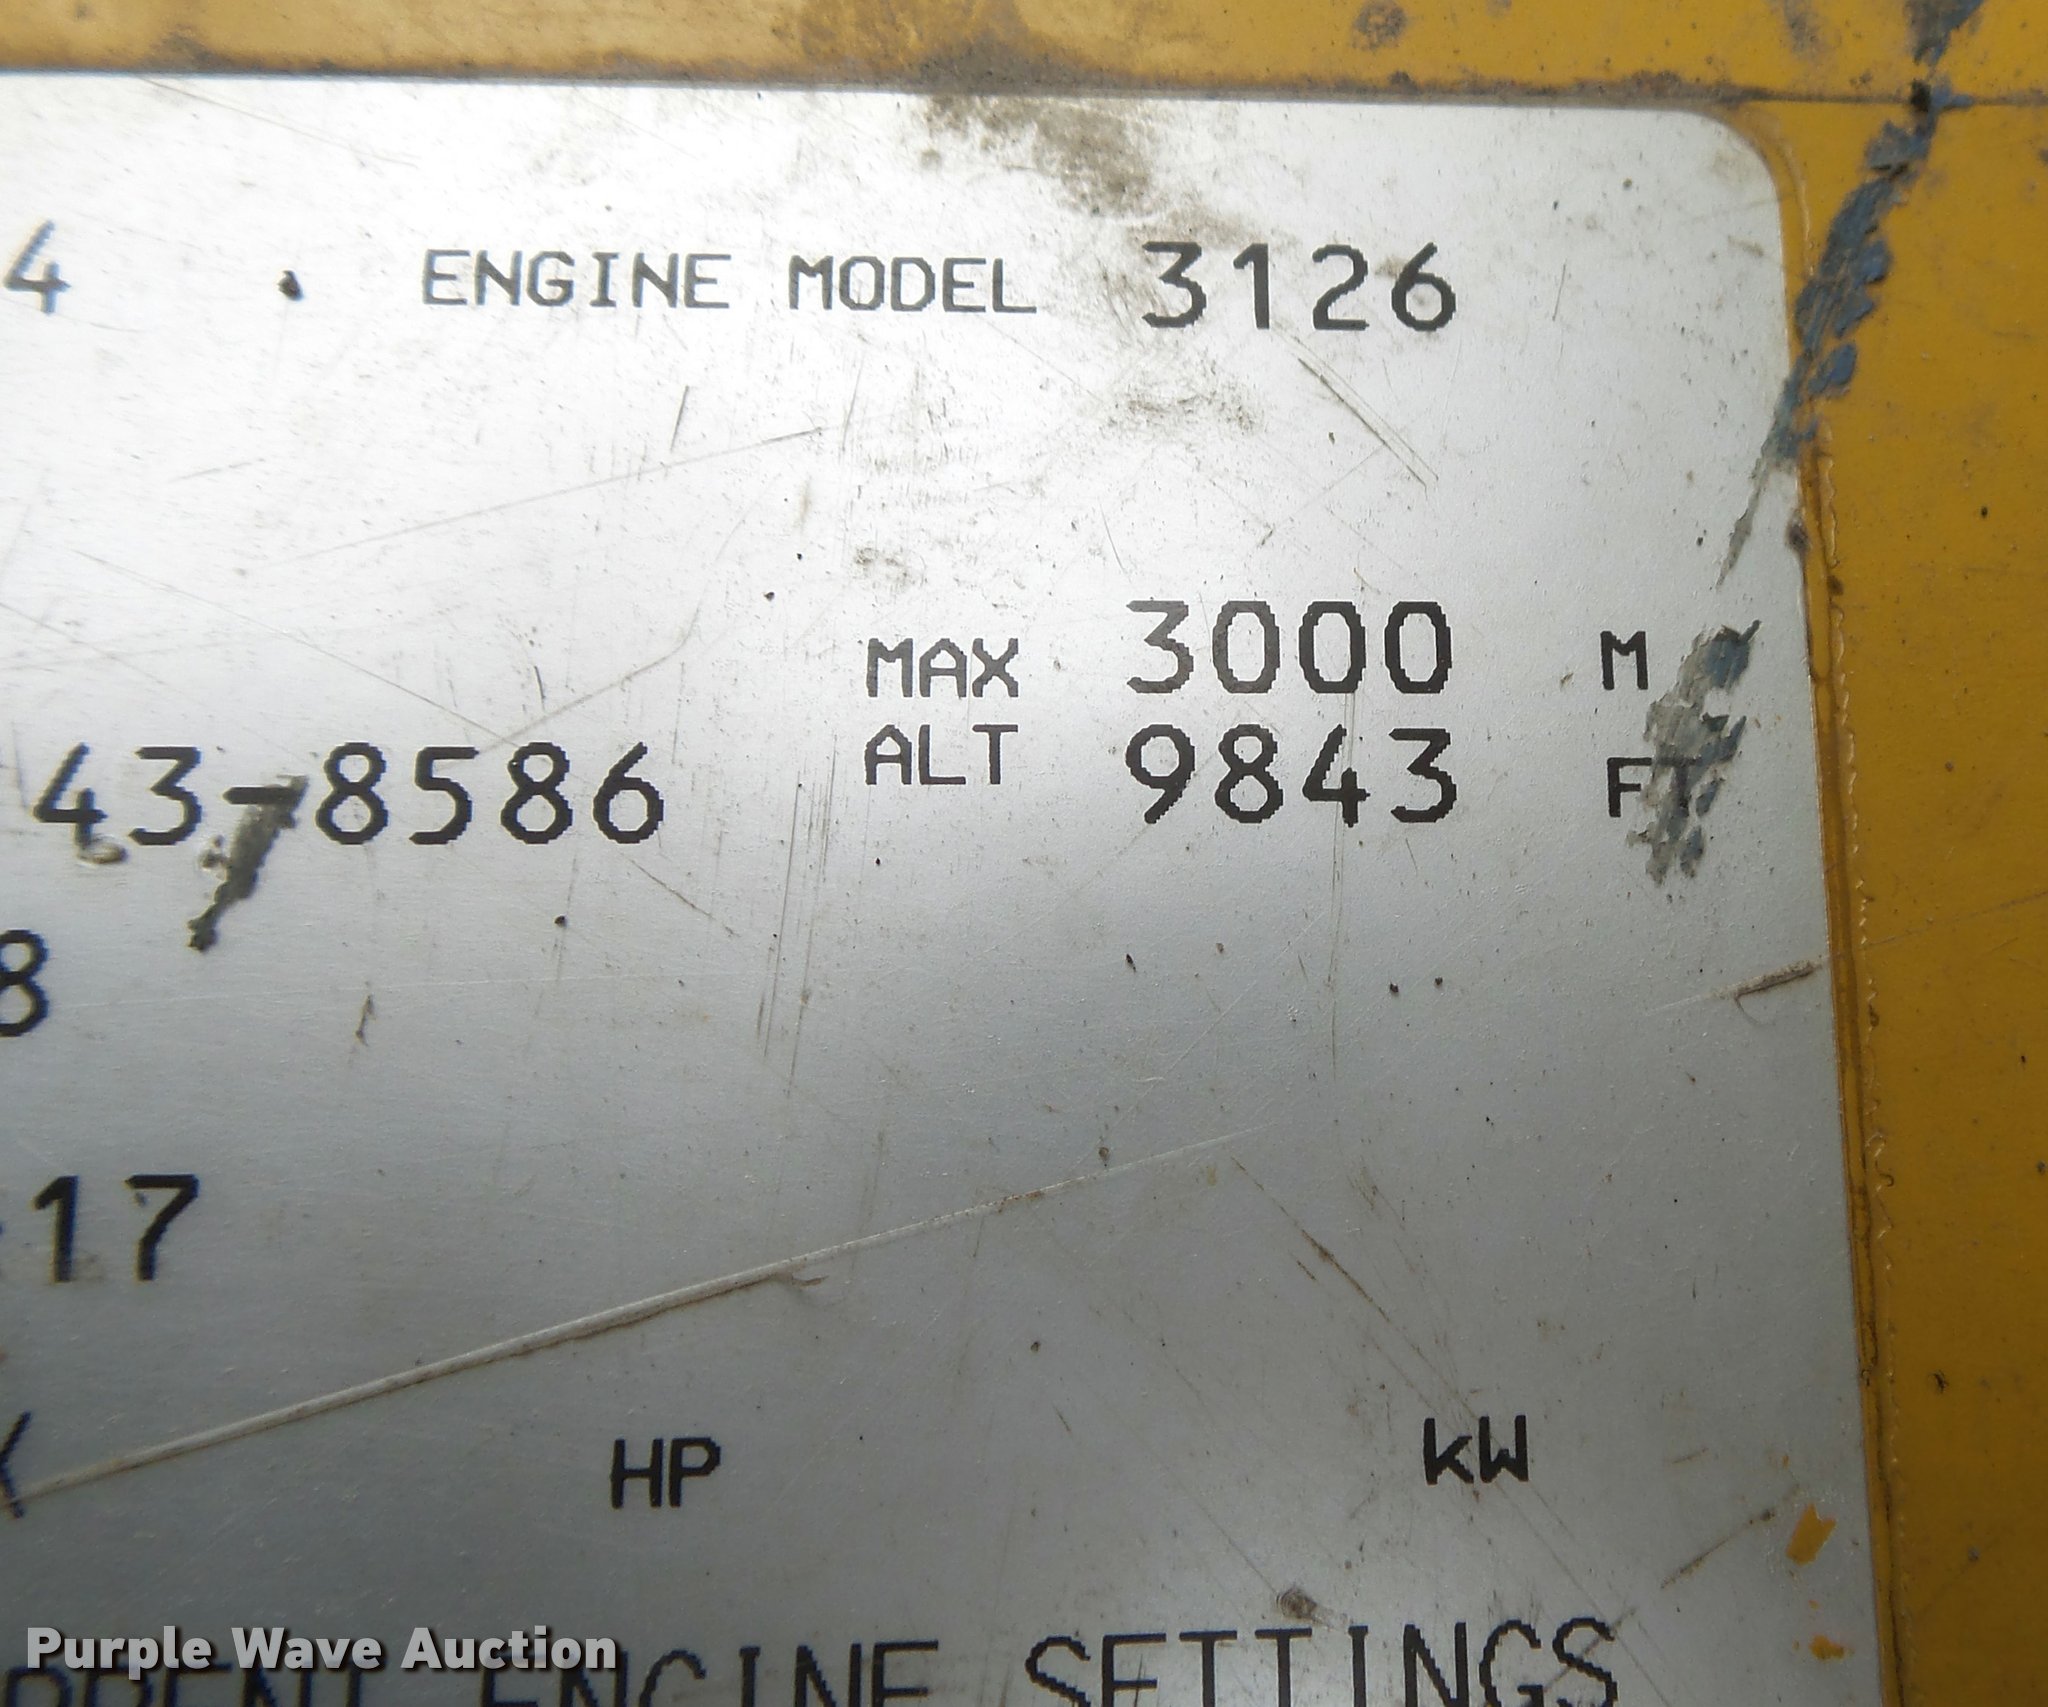 4 ENGINE MODEL 3126
MAX 3000 M
ALT 9843 FT
43-8586
8
17
HP kW
ENGINE SETTINGS
Purple Wave Auction